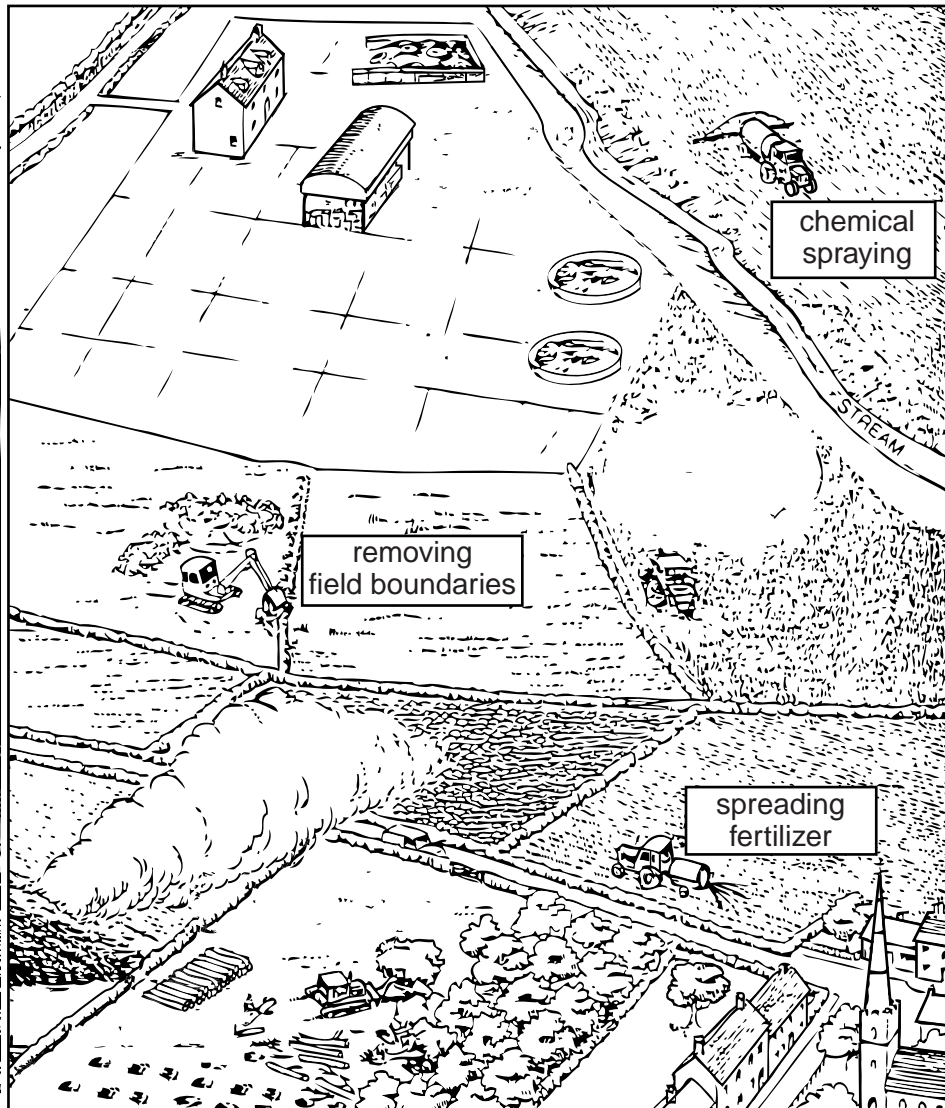 chemical
spraying
STREAM
removing
field boundaries
spreading
fertilizer